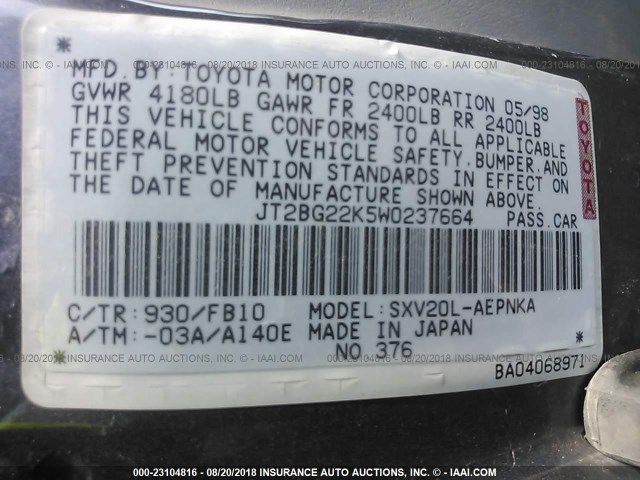 * MFD. BY: TOYOTA MOTOR CORPORATION 05/98
GVWR 4180LB GAWR FR 2400LB RR 2400LB
THIS VEHICLE CONFORMS TO ALL APPLICABLE
FEDERAL MOTOR VEHICLE SAFETY, BUMPER, AND
THEFT PREVENTION STANDARDS IN EFFECT ON
THE DATE OF MANUFACTURE SHOWN ABOVE.
TOYOTA
JT2BG22K5W0237664 PASS. CAR
C/TR: 930/FB10 MODEL: SXV20L-AEPNKA
A/TM: -03A/A140E MADE IN JAPAN *
* NO 376
BA04068971
000-23104816 - 08/20/2018 INSURANCE AUTO AUCTIONS, INC. - IAAI.COM